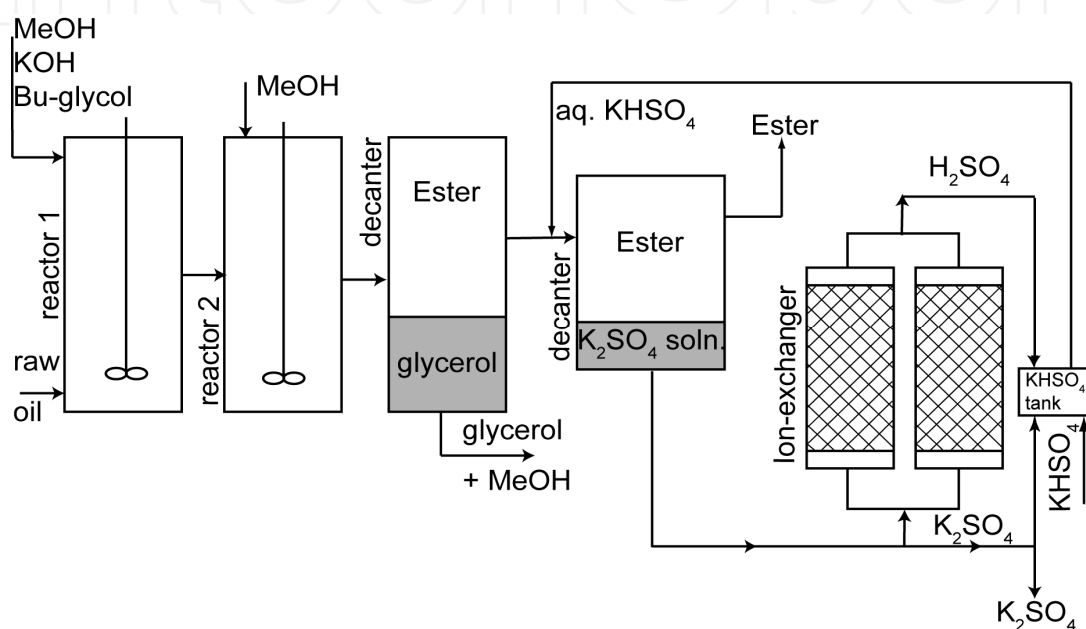 MeOH
KOH
Bu-glycol
MeOH
reactor 1
raw
oil
reactor 2
decanter
Ester
glycerol
glycerol
+ MeOH
aq. KHSO₄
decanter
Ester
K₂SO₄ soln.
Ester
Ion-exchanger
H₂SO₄
KHSO₄
tank
KHSO₄
K₂SO₄
K₂SO₄